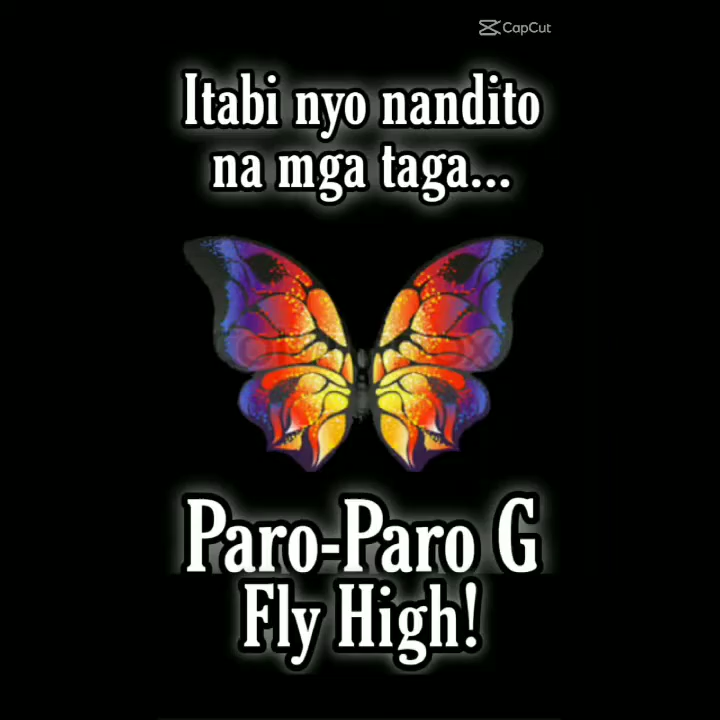 CapCut
Itabi nyo nandito
na mga taga...
Paro-Paro G
Fly High!